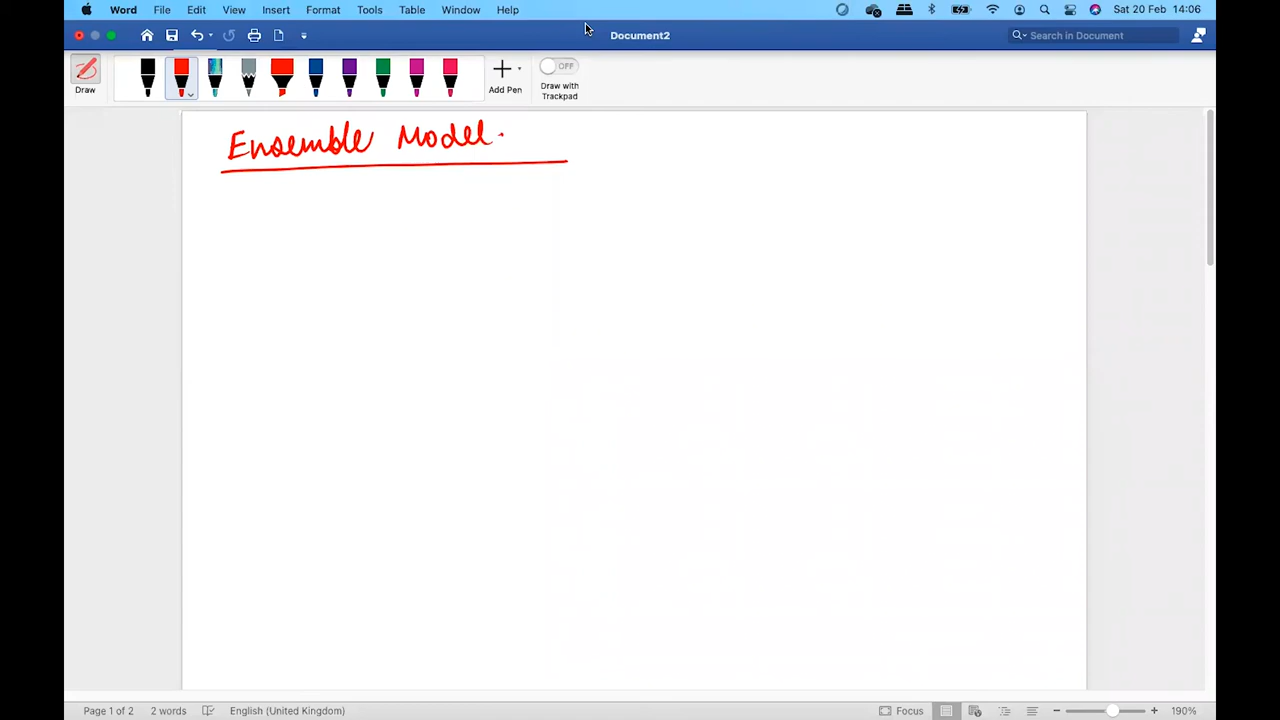 Word File Edit View Insert Format Tools Table Window Help Sat 20 Feb 14:06
Document2 Search in Document
Draw Add Pen OFF Draw with Trackpad
Ensemble Model.
Page 1 of 2 2 words English (United Kingdom) Focus 190%